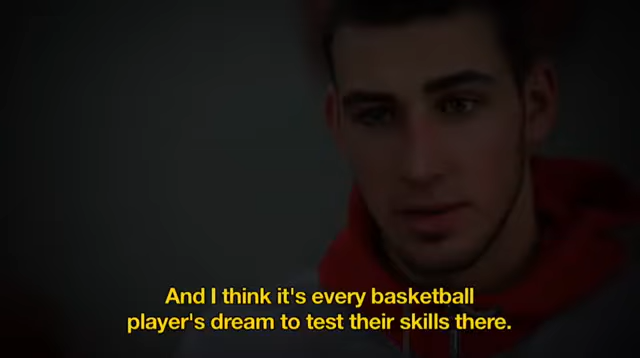 And I think it's every basketball
player's dream to test their skills there.